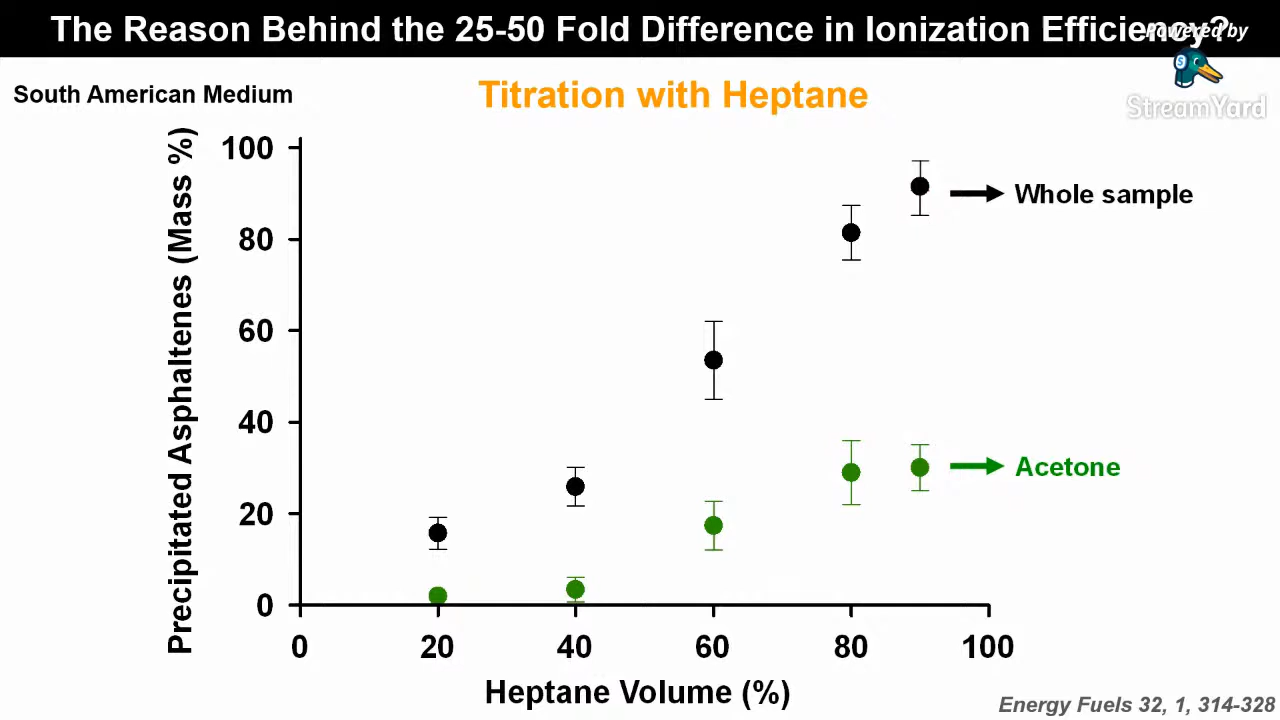 The Reason Behind the 25-50 Fold Difference in Ionization Efficiency?
Powered by
StreamYard
South American Medium
Titration with Heptane
Precipitated Asphaltenes (Mass %)
100
80
60
40
20
0
Whole sample
Acetone
0 20 40 60 80 100
Heptane Volume (%)
Energy Fuels 32, 1, 314-328